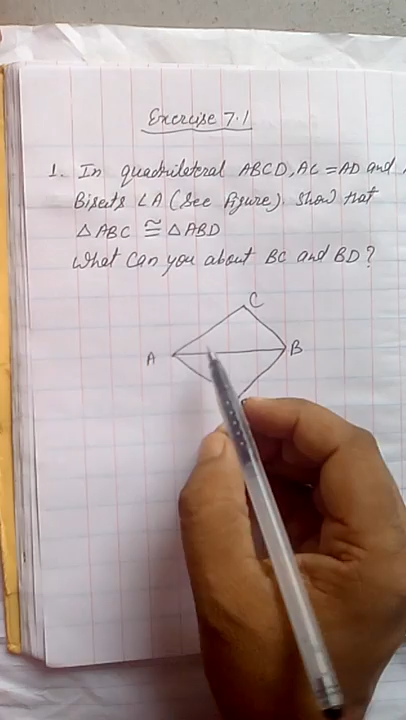 Exercise 7.1
1. In quadrilateral ABCD, AC = AD and
Bisects ∠A (See figure). Show that
△ABC ≅ △ABD
What Can you about BC and BD?
C
A
B